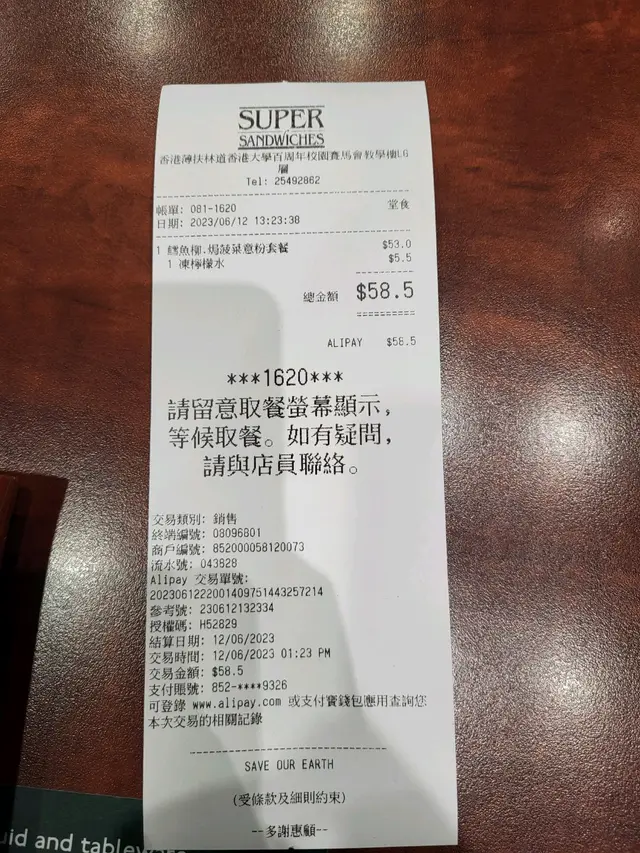 SUPER
SANDWICHES
香港薄扶林道香港大學百周年校園賽馬會教學樓LG
層
Tel: 25492862
帳單: 081-1620 堂食
日期: 2023/06/12 13:23:38
1 鱈魚柳.焗菠菜意粉套餐 $53.0
1 凍檸檬水 $5.5
總金額 $58.5
ALIPAY $58.5
***1620***
請留意取餐螢幕顯示,
等候取餐。如有疑問,
請與店員聯絡。
交易類別: 銷售
終端編號: 08096801
商戶編號: 852000058120073
流水號: 043828
Alipay 交易單號:
2023061222001409751443257214
參考號: 230612132334
授權碼: H52829
結算日期: 12/06/2023
交易時間: 12/06/2023 01:23 PM
交易金額: $58.5
支付賬號: 852-****9326
可登錄 www.alipay.com 或支付寶錢包應用查詢您
本次交易的相關記錄
SAVE OUR EARTH
(受條款及細則約束)
--多謝惠顧--
uid and tableware